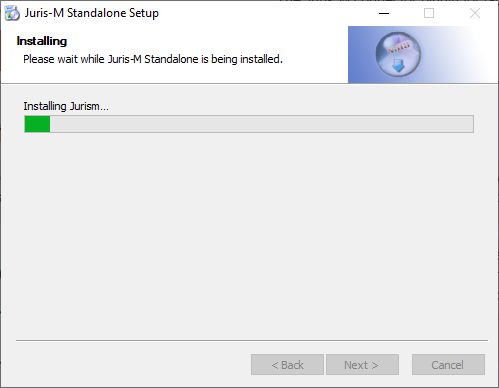 Juris-M Standalone Setup
Installing
Please wait while Juris-M Standalone is being installed.
Installing Jurism...
< Back
Next >
Cancel